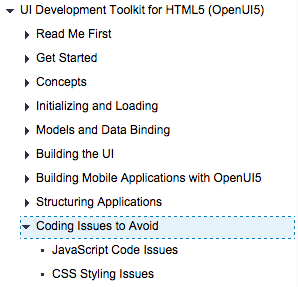 UI Development Toolkit for HTML5 (OpenUI5)
Read Me First
Get Started
Concepts
Initializing and Loading
Models and Data Binding
Building the UI
Building Mobile Applications with OpenUI5
Structuring Applications
Coding Issues to Avoid
JavaScript Code Issues
CSS Styling Issues